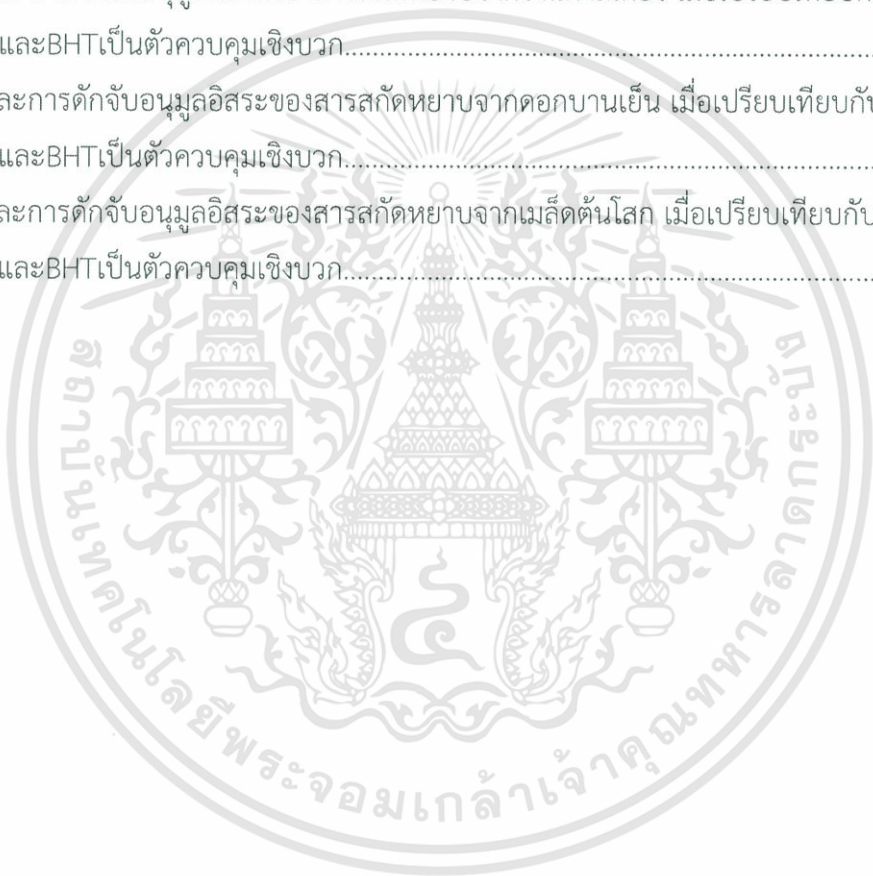 และBHTเป็นตัวควบคุมเชิงบวก
ละการดักจับอนุมูลอิสระของสารสกัดหยาบจากดอกบานเย็น เมื่อเปรียบเทียบกับ
และBHTเป็นตัวควบคุมเชิงบวก
ละการดักจับอนุมูลอิสระของสารสกัดหยาบจากเมล็ดต้นโสก เมื่อเปรียบเทียบกับ
และBHTเป็นตัวควบคุมเชิงบวก
สถาบันเทคโนโลยีพระจอมเกล้าเจ้าคุณทหารลาดกระบัง